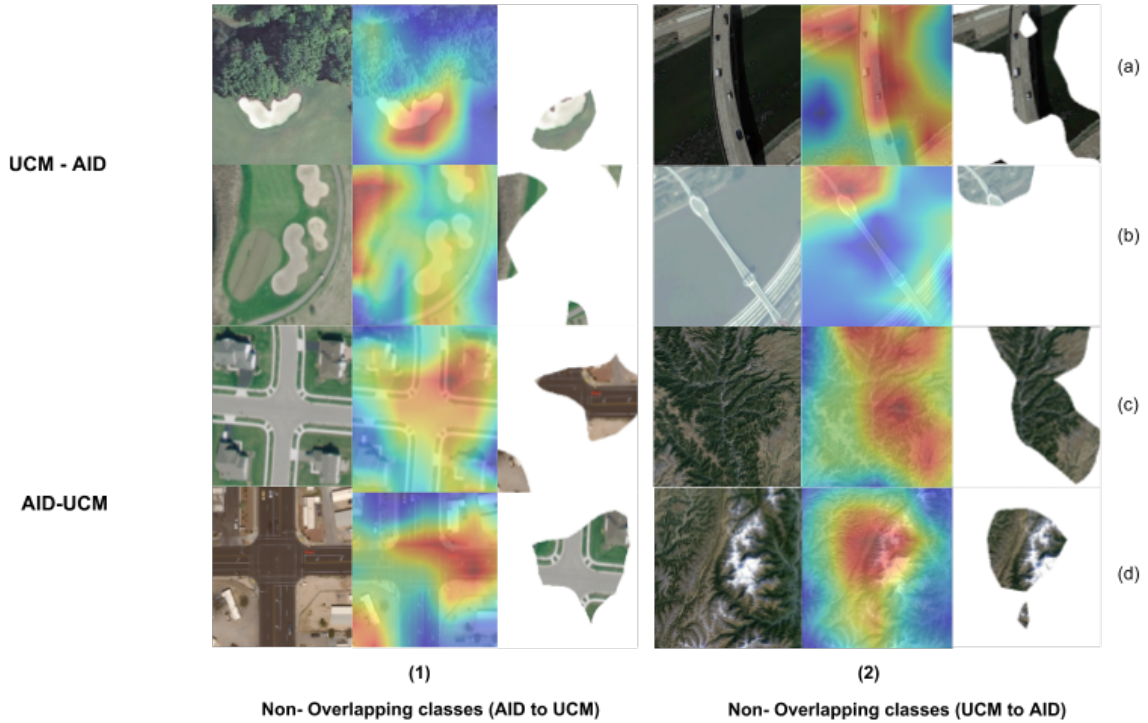 (a)
UCM - AID
(b)
(c)
AID-UCM
(d)
(1)
(2)
Non- Overlapping classes (AID to UCM)
Non- Overlapping classes (UCM to AID)